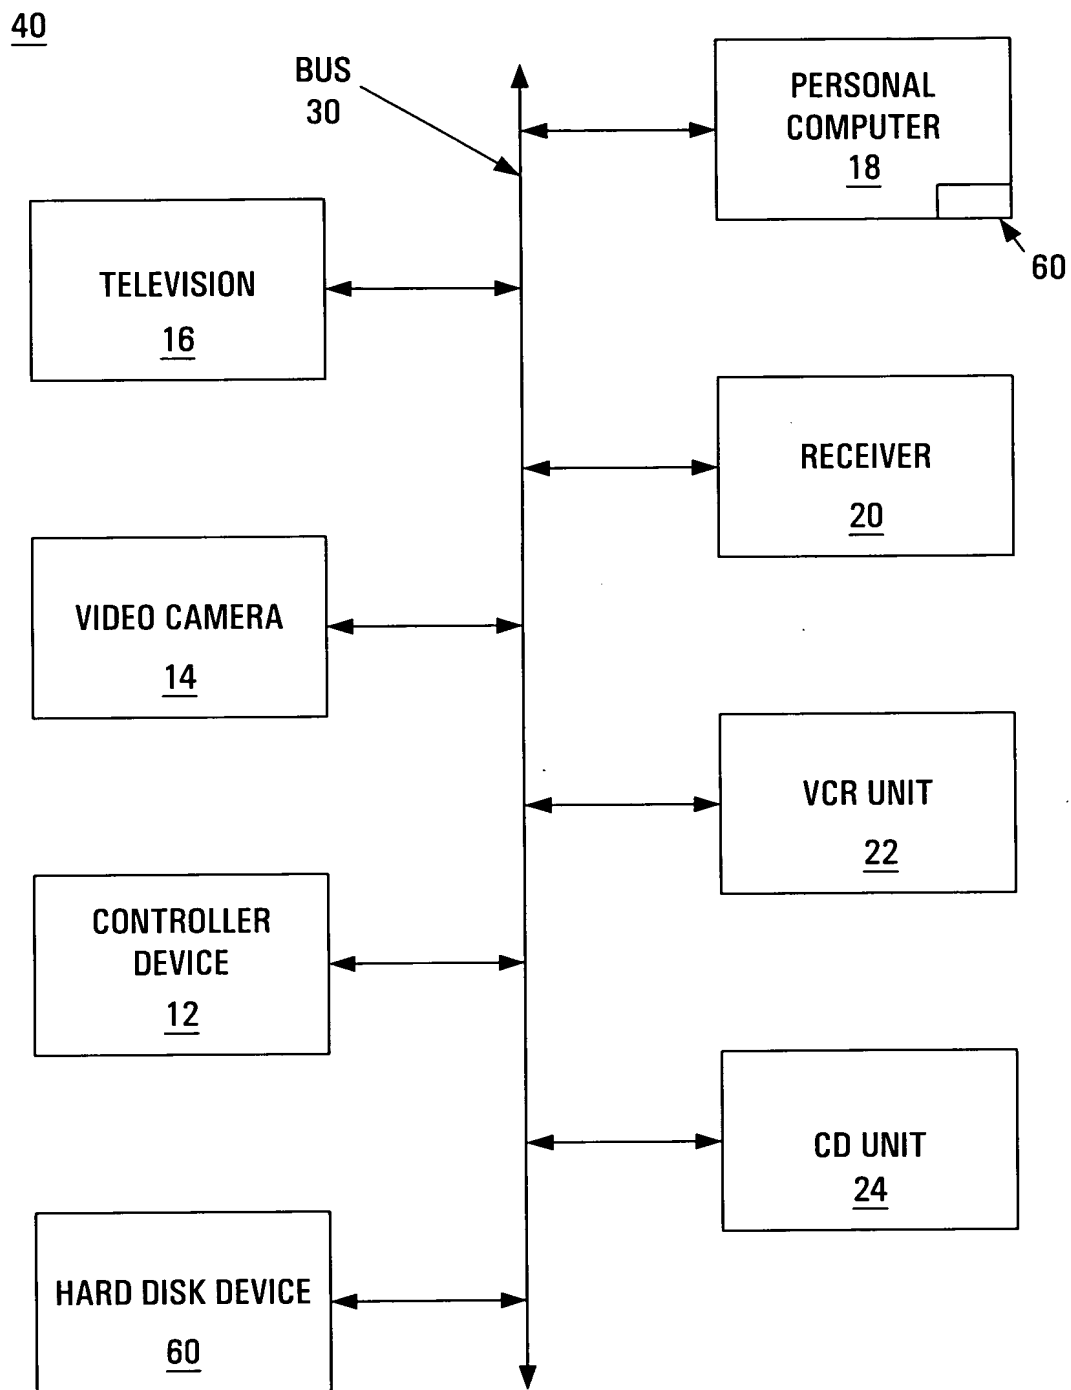 40
BUS
30
PERSONAL
COMPUTER
18
60
TELEVISION
16
RECEIVER
20
VIDEO CAMERA
14
VCR UNIT
22
CONTROLLER
DEVICE
12
CD UNIT
24
HARD DISK DEVICE
60